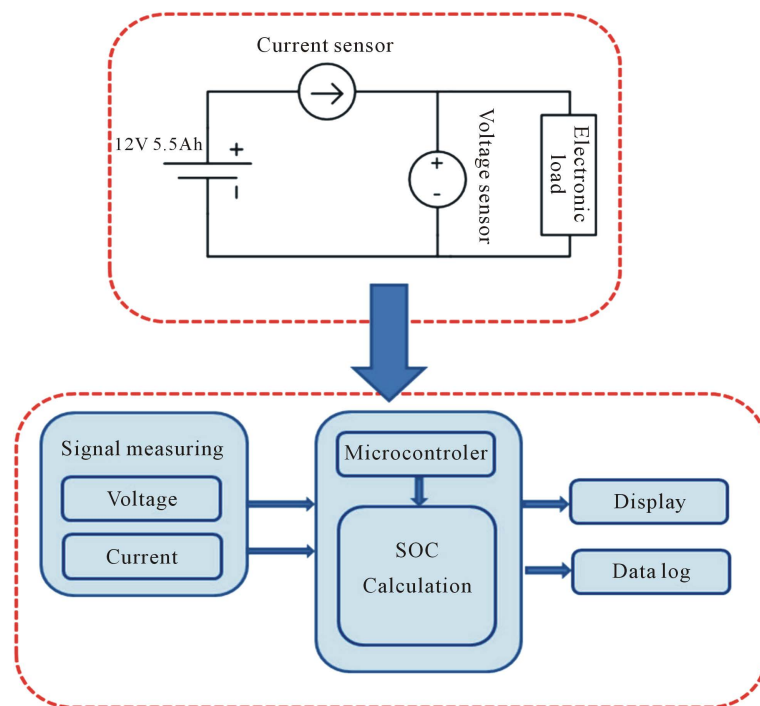 Current sensor
12V 5.5Ah
+
−
+
-
Voltage sensor
Electronic
load
Signal measuring
Voltage
Current
Microcontroler
SOC
Calculation
Display
Data log